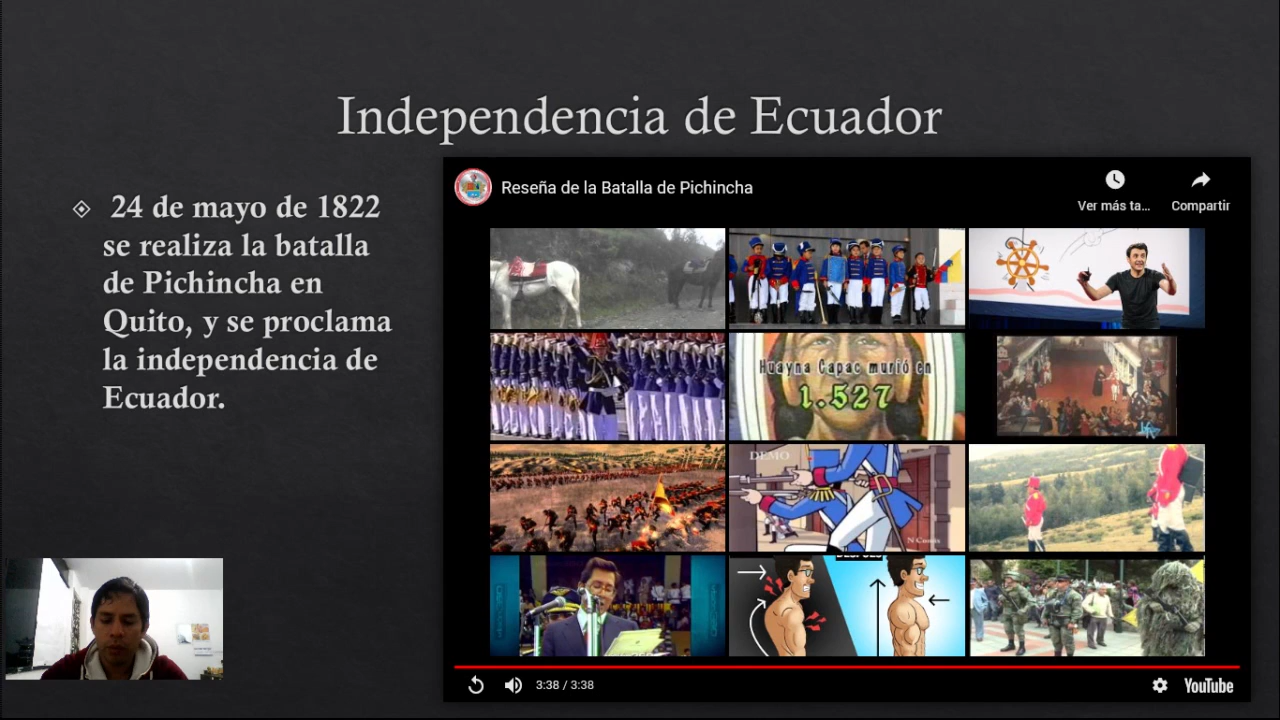 Independencia de Ecuador
24 de mayo de 1822
se realiza la batalla
de Pichincha en
Quito, y se proclama
la independencia de
Ecuador.
Reseña de la Batalla de Pichincha
Ver más ta...
Compartir
Huayna Capac murió en
1.527
DEMO
3:38 / 3:38
YouTube